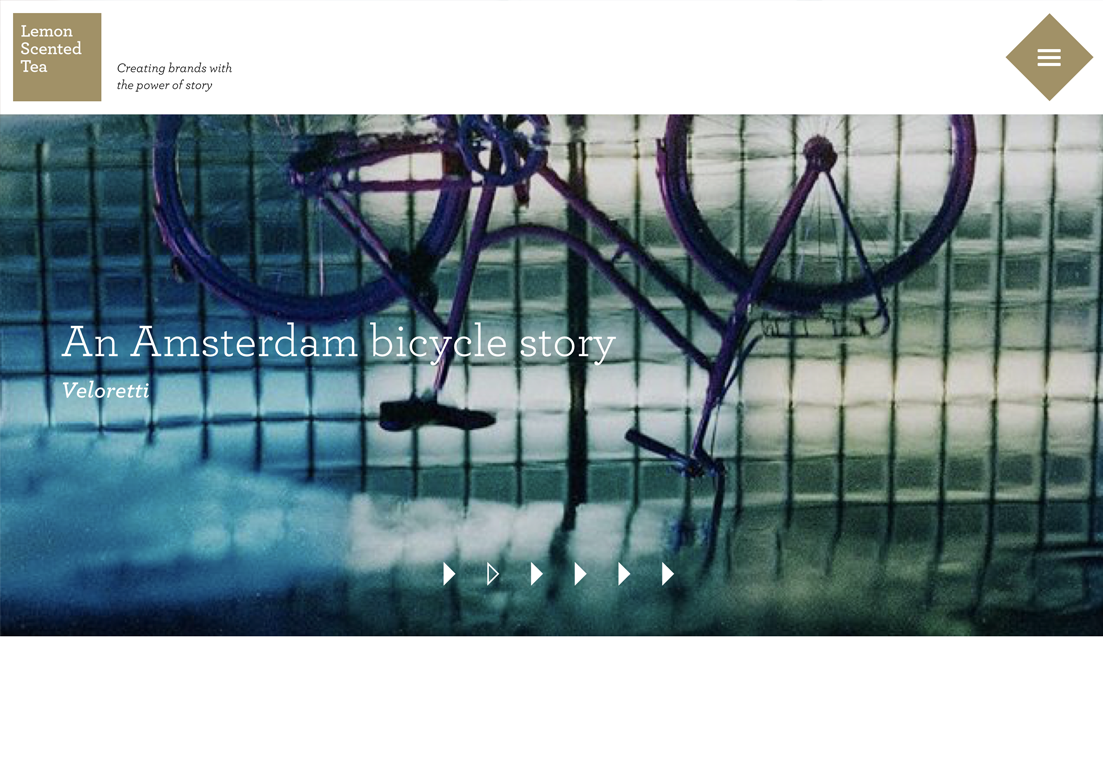 Lemon
Scented
Tea
Creating brands with
the power of story
An Amsterdam bicycle story
Veloretti